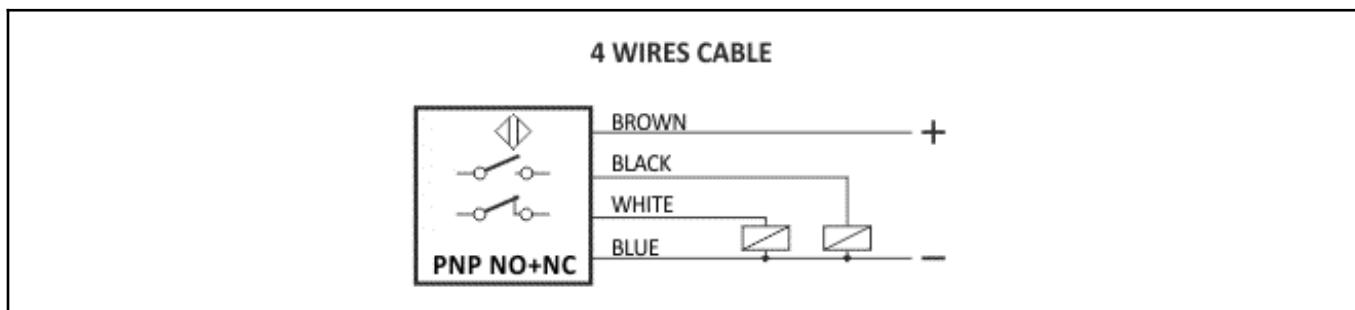 4 WIRES CABLE
BROWN
+
BLACK
WHITE
BLUE
−
PNP NO+NC